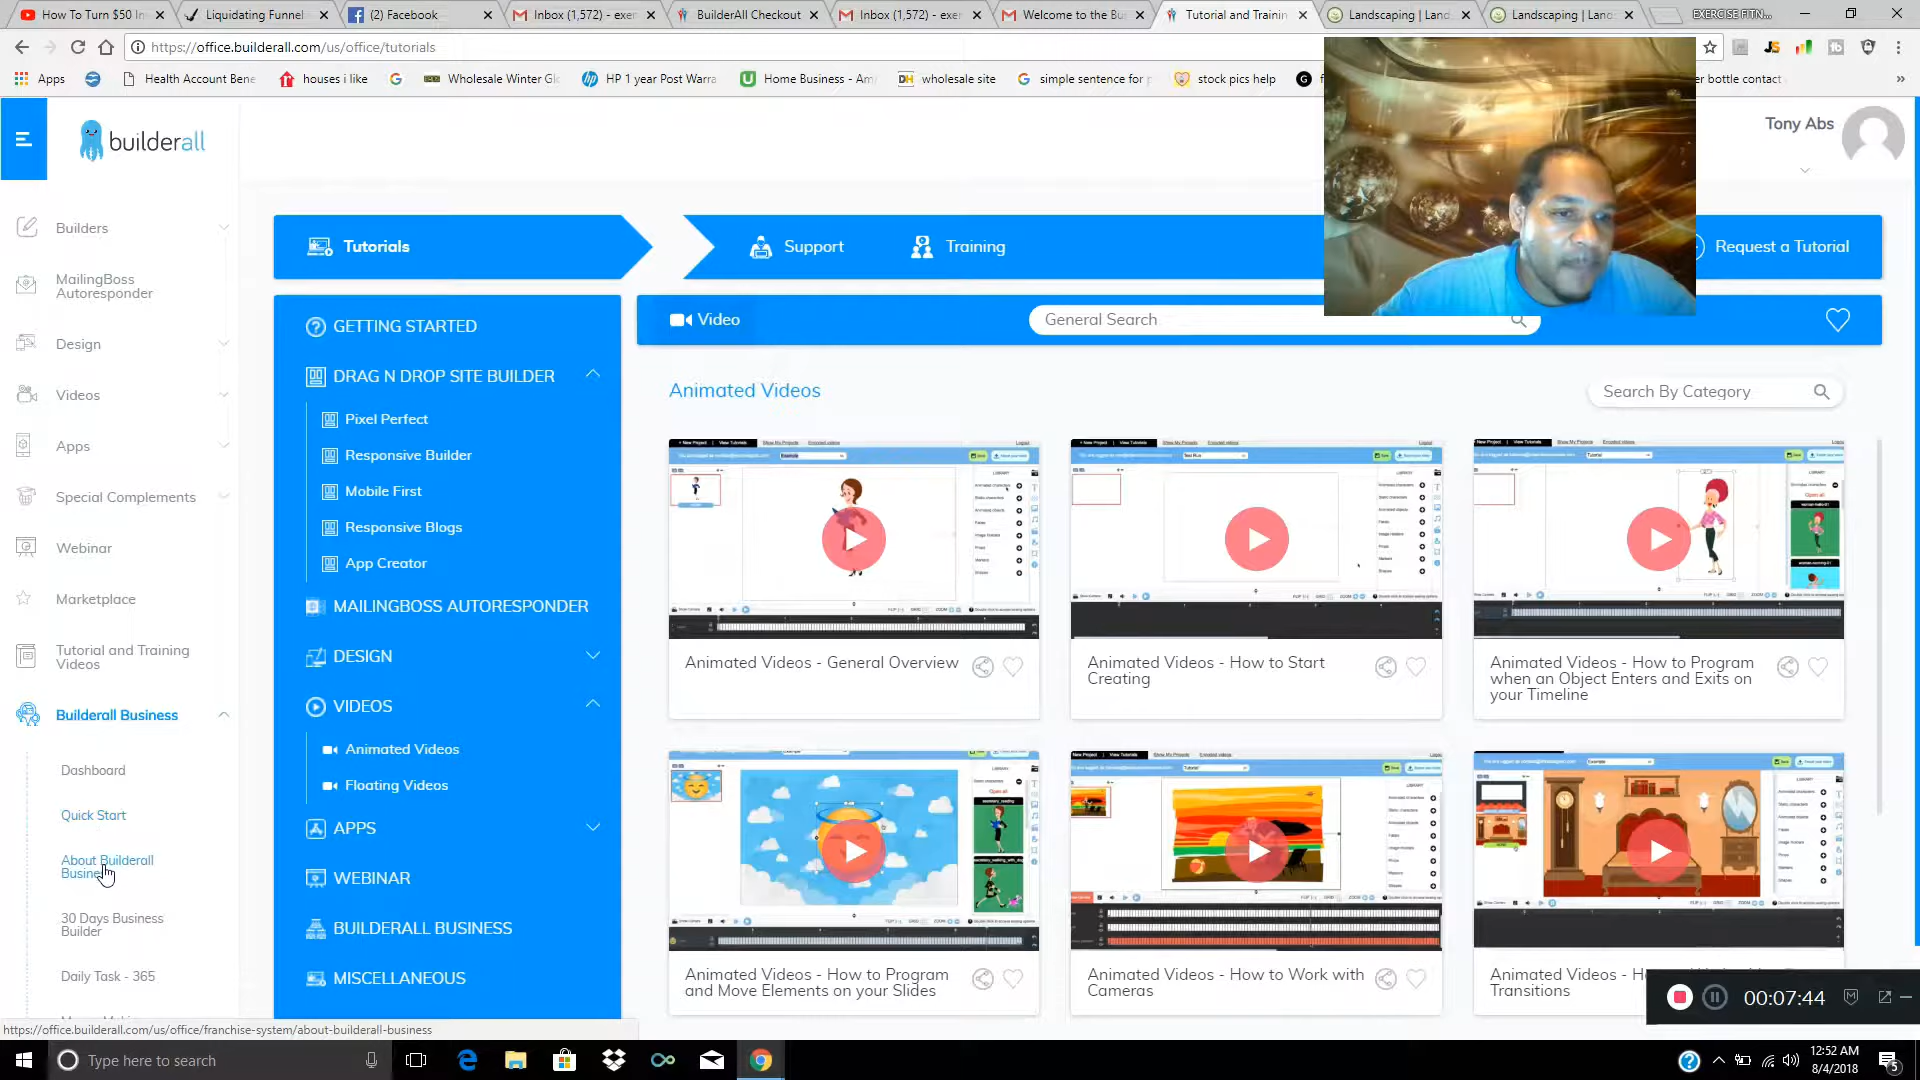 How To Turn $50 In
Liquidating Funnel
(2) Facebook
Inbox (1,572) - exer
BuilderAll Checkout
Inbox (1,572) - exer
Welcome to the Bu
Tutorial and Trainin
Landscaping | Land
Landscaping | Land
EXERCISE FITN...
https://office.builderall.com/us/office/tutorials
Apps
Health Account Bene
houses i like
Wholesale Winter Gl
HP 1 year Post Warra
Home Business - Am
wholesale site
simple sentence for p
stock pics help
er bottle contact
builderall
Tony Abs
Builders
MailingBoss
Autoresponder
Design
Videos
Apps
Special Complements
Webinar
Marketplace
Tutorial and Training
Videos
Builderall Business
Dashboard
Quick Start
About Builderall
Business
30 Days Business
Builder
Daily Task - 365
Tutorials
Support
Training
Request a Tutorial
GETTING STARTED
DRAG N DROP SITE BUILDER
Pixel Perfect
Responsive Builder
Mobile First
Responsive Blogs
App Creator
MAILINGBOSS AUTORESPONDER
DESIGN
VIDEOS
Animated Videos
Floating Videos
APPS
WEBINAR
BUILDERALL BUSINESS
MISCELLANEOUS
Video
General Search
Animated Videos
Search By Category
Animated Videos - General Overview
Animated Videos - How to Start
Creating
Animated Videos - How to Program
when an Object Enters and Exits on
your Timeline
Animated Videos - How to Program
and Move Elements on your Slides
Animated Videos - How to Work with
Cameras
Animated Videos -
Transitions
00:07:44
https://office.builderall.com/us/office/franchise-system/about-builderall-business
Type here to search
12:52 AM
8/4/2018
5